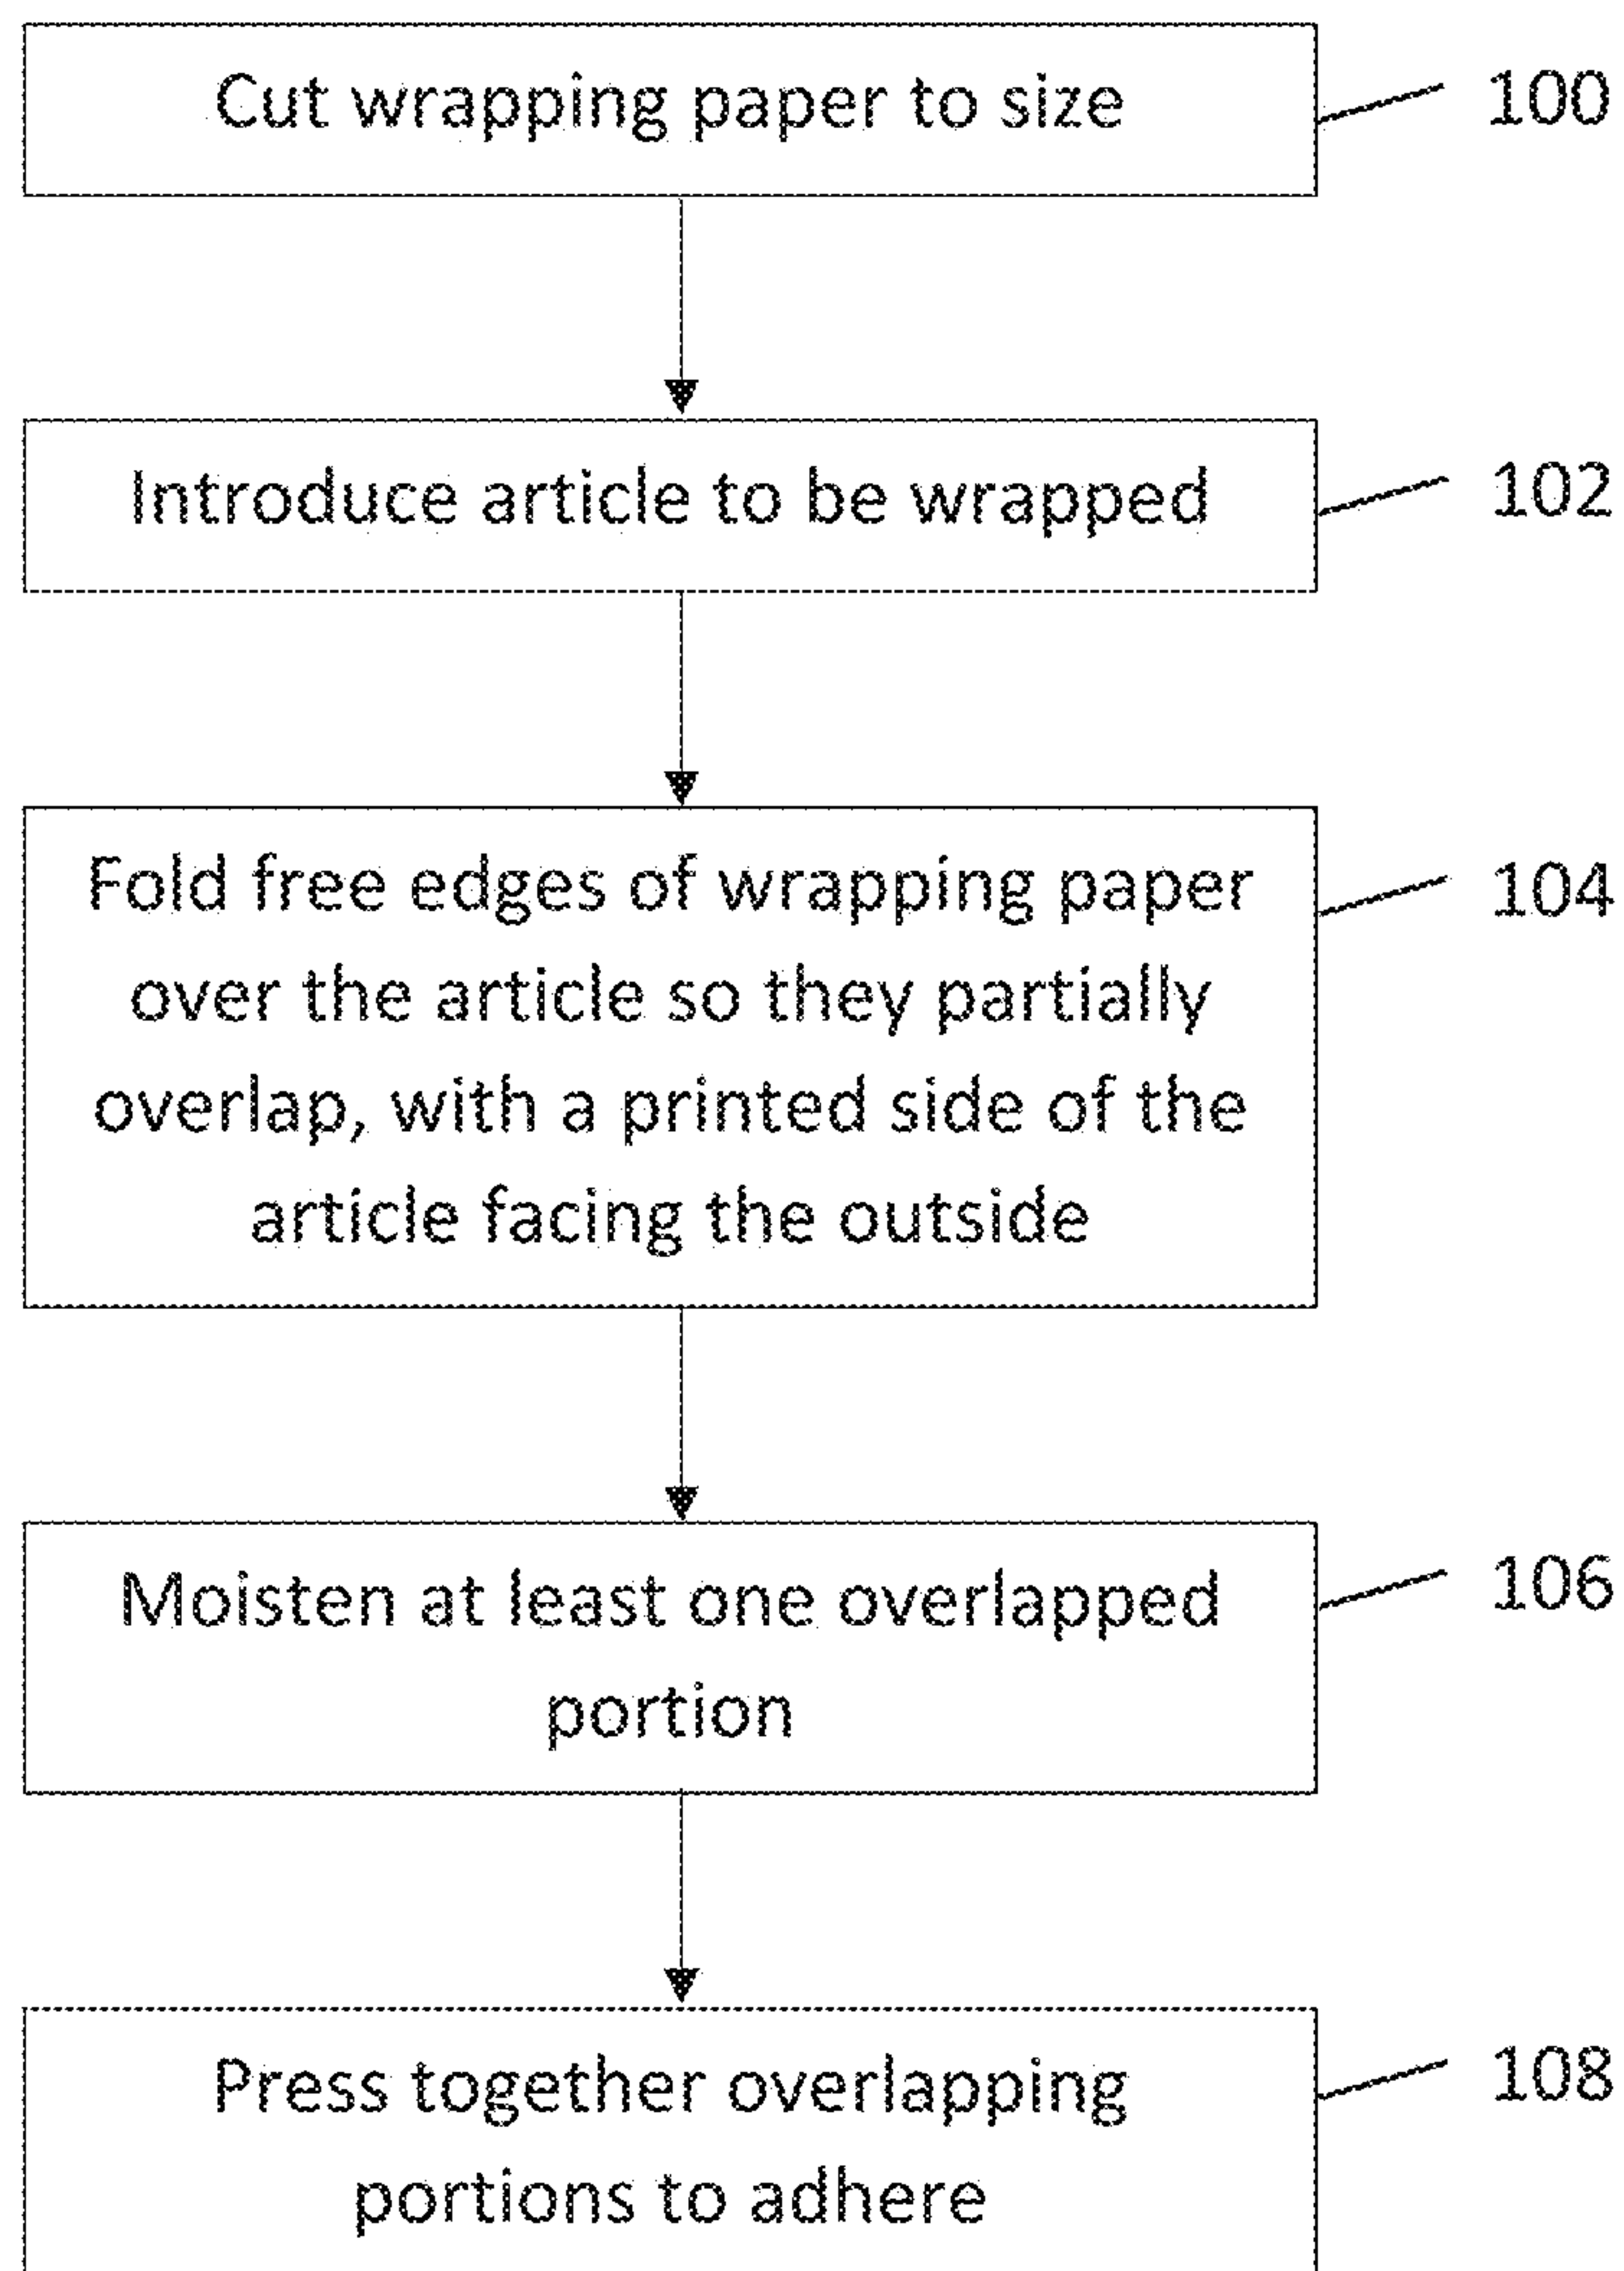 Cut wrapping paper to size
100
Introduce article to be wrapped
102
Fold free edges of wrapping paper
over the article so they partially
overlap, with a printed side of the
article facing the outside
104
Moisten at least one overlapped
portion
106
Press together overlapping
portions to adhere
108